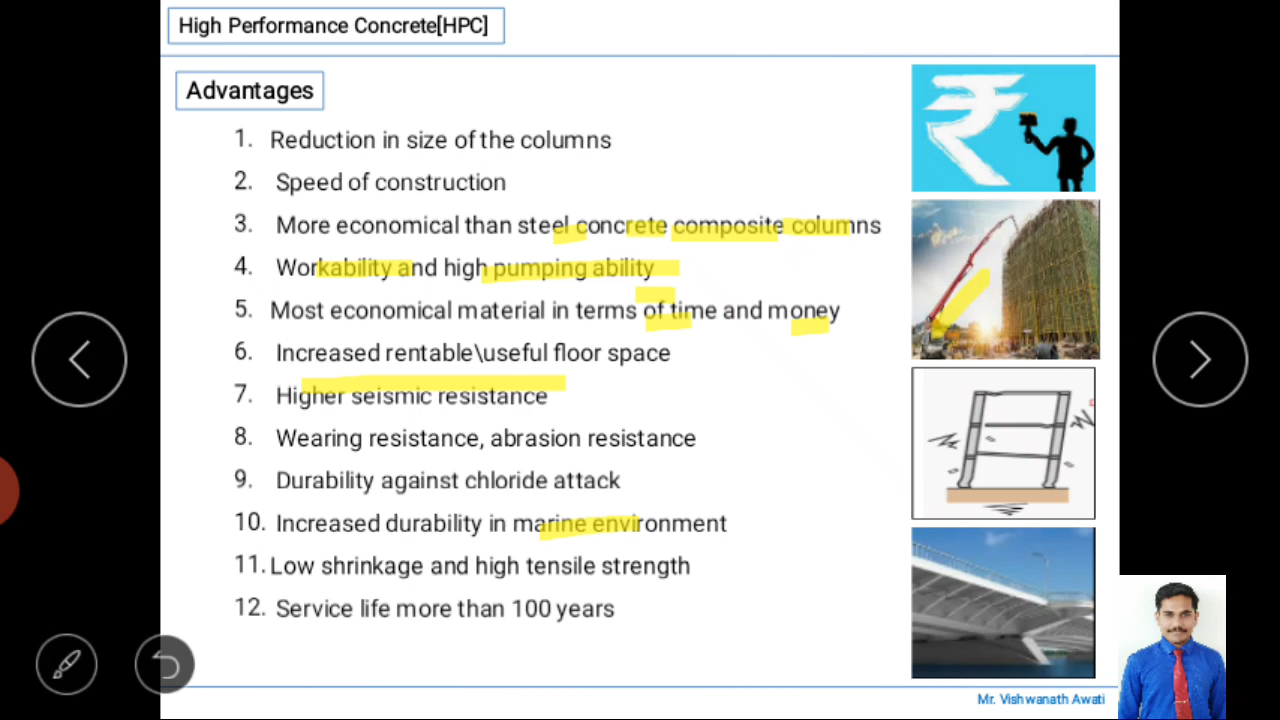 High Performance Concrete[HPC]
Advantages
1. Reduction in size of the columns
2. Speed of construction
3. More economical than steel concrete composite columns
4. Workability and high pumping ability
5. Most economical material in terms of time and money
6. Increased rentable\useful floor space
7. Higher seismic resistance
8. Wearing resistance, abrasion resistance
9. Durability against chloride attack
10. Increased durability in marine environment
11. Low shrinkage and high tensile strength
12. Service life more than 100 years
Mr. Vishwanath Awati